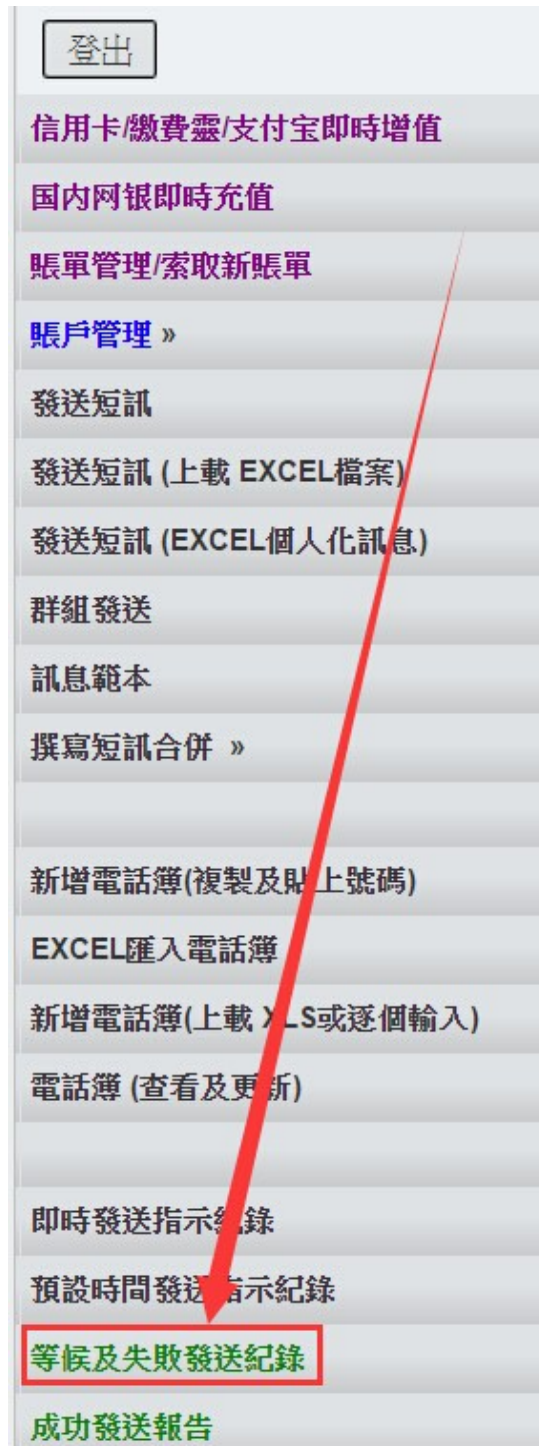 登出
信用卡/繳費靈/支付宝即時增值
国内网银即時充值
賬單管理/索取新賬單
賬戶管理 »
發送短訊
發送短訊 (上載 EXCEL檔案)
發送短訊 (EXCEL個人化訊息)
群組發送
訊息範本
撰寫短訊合併 »
新增電話簿(複製及貼上號碼)
EXCEL匯入電話簿
新增電話簿(上載 XLS或逐個輸入)
電話簿 (查看及更新)
即時發送指示紀錄
預設時間發送指示紀錄
等候及失敗發送紀錄
成功發送報告